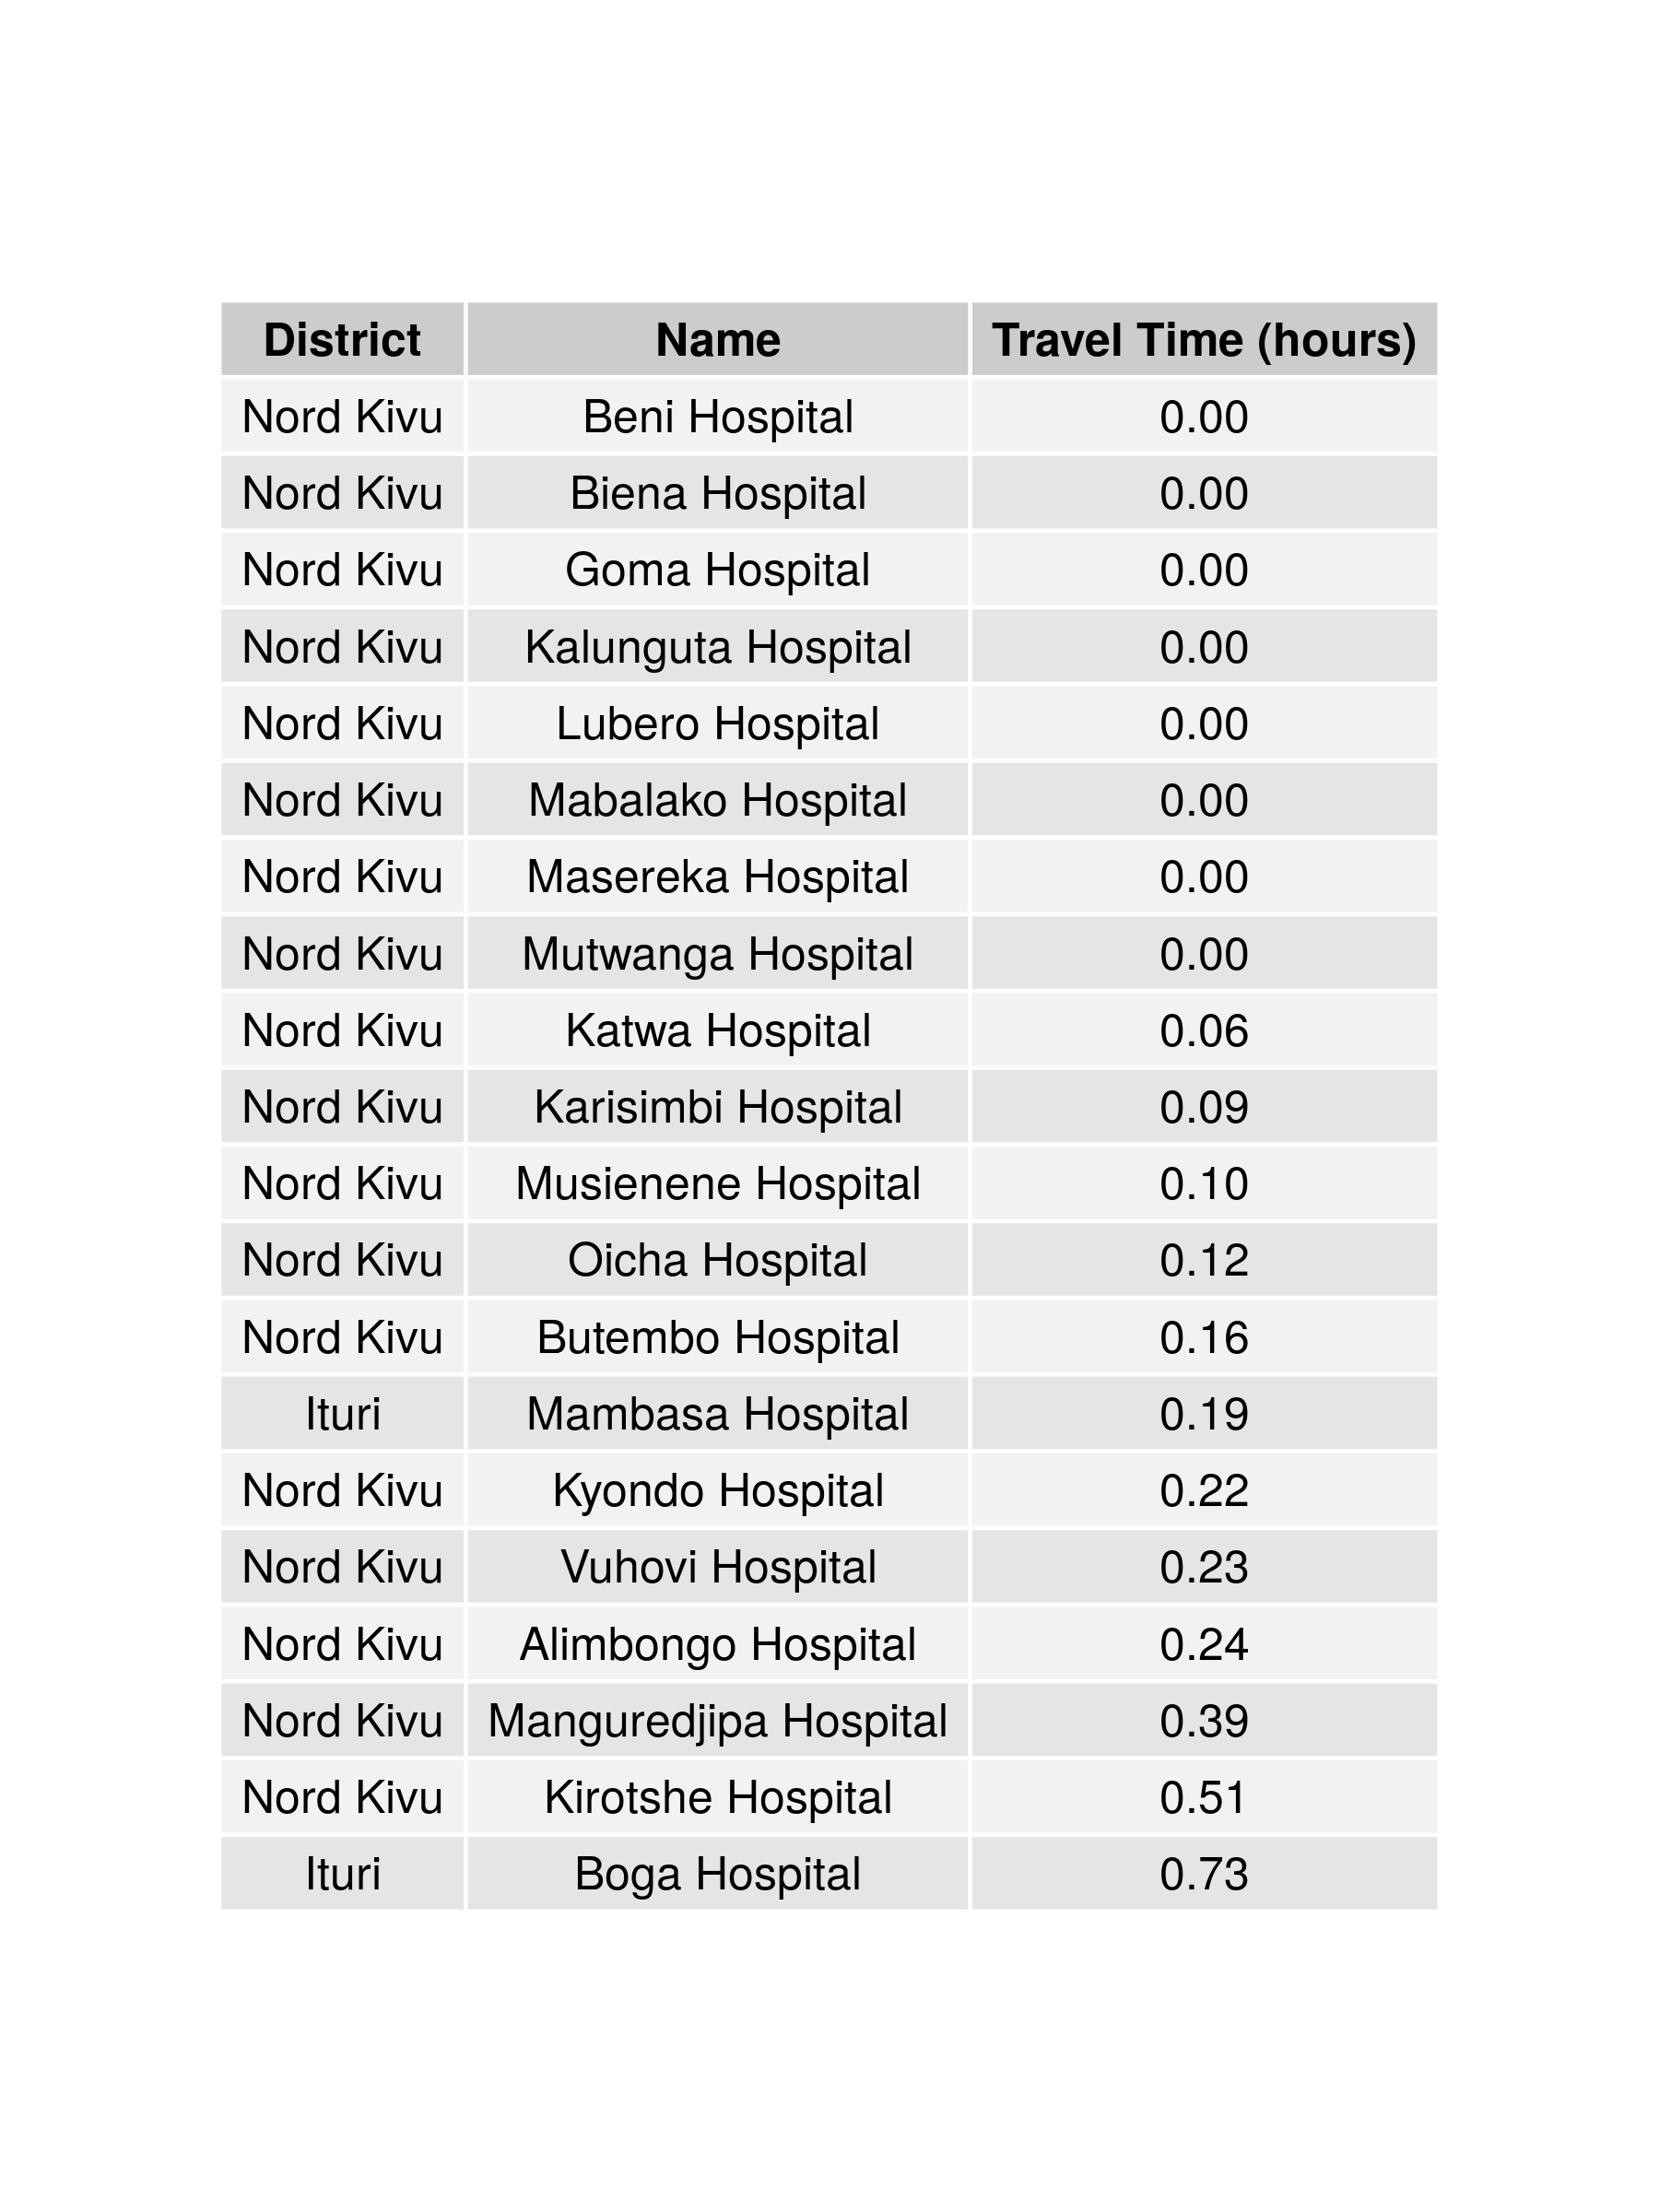 District Name Travel Time (hours)
Nord Kivu Beni Hospital 0.00
Nord Kivu Biena Hospital 0.00
Nord Kivu Goma Hospital 0.00
Nord Kivu Kalunguta Hospital 0.00
Nord Kivu Lubero Hospital 0.00
Nord Kivu Mabalako Hospital 0.00
Nord Kivu Masereka Hospital 0.00
Nord Kivu Mutwanga Hospital 0.00
Nord Kivu Katwa Hospital 0.06
Nord Kivu Karisimbi Hospital 0.09
Nord Kivu Musienene Hospital 0.10
Nord Kivu Oicha Hospital 0.12
Nord Kivu Butembo Hospital 0.16
Ituri Mambasa Hospital 0.19
Nord Kivu Kyondo Hospital 0.22
Nord Kivu Vuhovi Hospital 0.23
Nord Kivu Alimbongo Hospital 0.24
Nord Kivu Manguredjipa Hospital 0.39
Nord Kivu Kirotshe Hospital 0.51
Ituri Boga Hospital 0.73